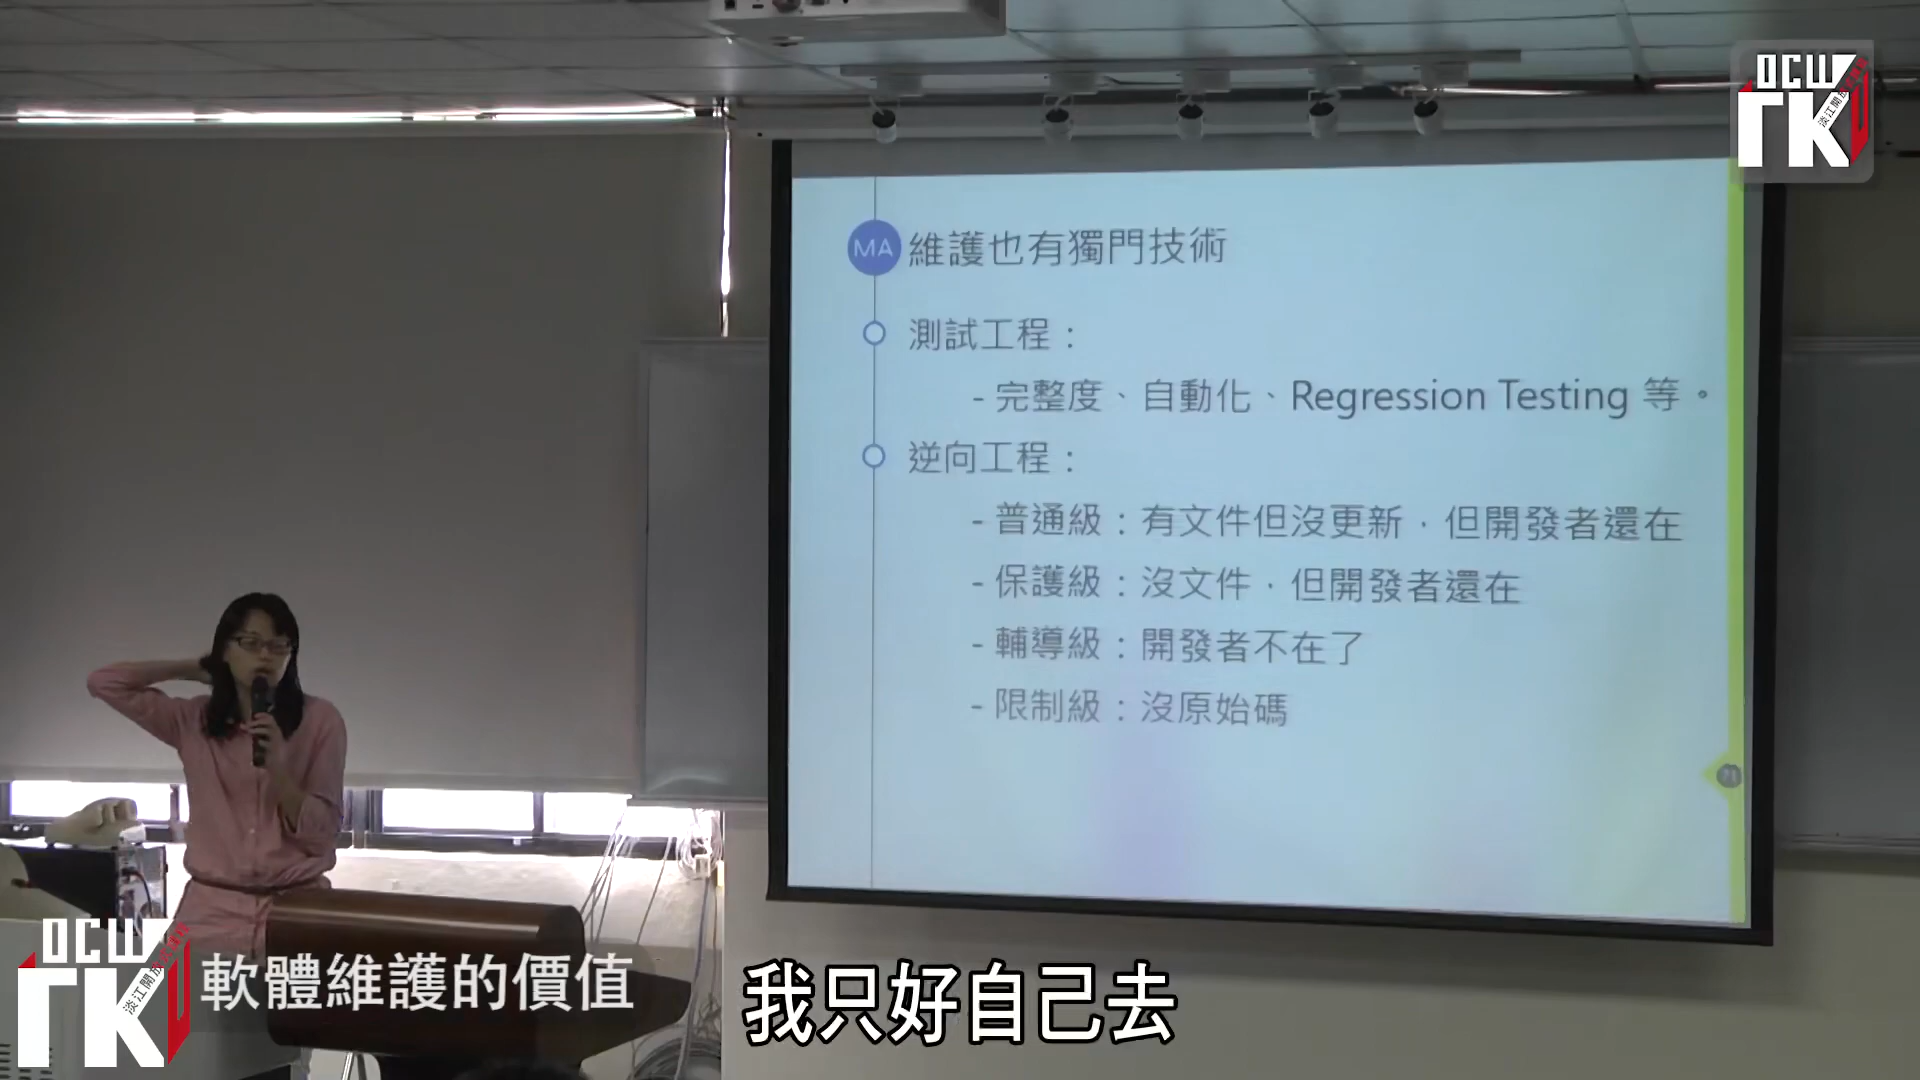 OCW
TK
淡江開放式課程
MA 維護也有獨門技術
測試工程：
- 完整度、自動化、Regression Testing 等。
逆向工程：
- 普通級：有文件但沒更新，但開發者還在
- 保護級：沒文件，但開發者還在
- 輔導級：開發者不在了
- 限制級：沒原始碼
71
OCW
TK
軟體維護的價值
我只好自己去